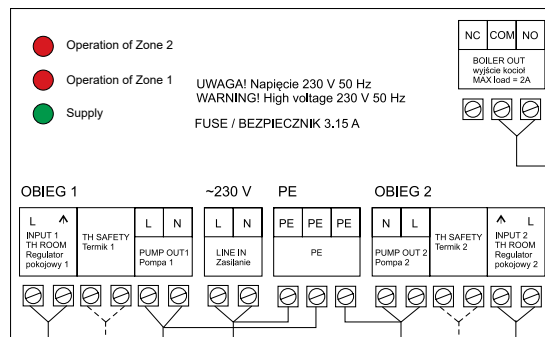 NC COM NO
BOILER OUT
wyjście kocioł
MAX load = 2A
Operation of Zone 2
Operation of Zone 1
Supply
UWAGA! Napięcie 230 V 50 Hz
WARNING! High voltage 230 V 50 Hz
FUSE / BEZPIECZNIK 3.15 A
OBIEG 1
~230 V
PE
OBIEG 2
L
INPUT 1
TH ROOM
Regulator
pokojowy 1
TH SAFETY
Termik 1
L N
PUMP OUT1
Pompa 1
L N
LINE IN
Zasilanie
PE PE PE
PE
N L
PUMP OUT 2
Pompa 2
TH SAFETY
Termik 2
L
INPUT 2
TH ROOM
Regulator
pokojowy 2